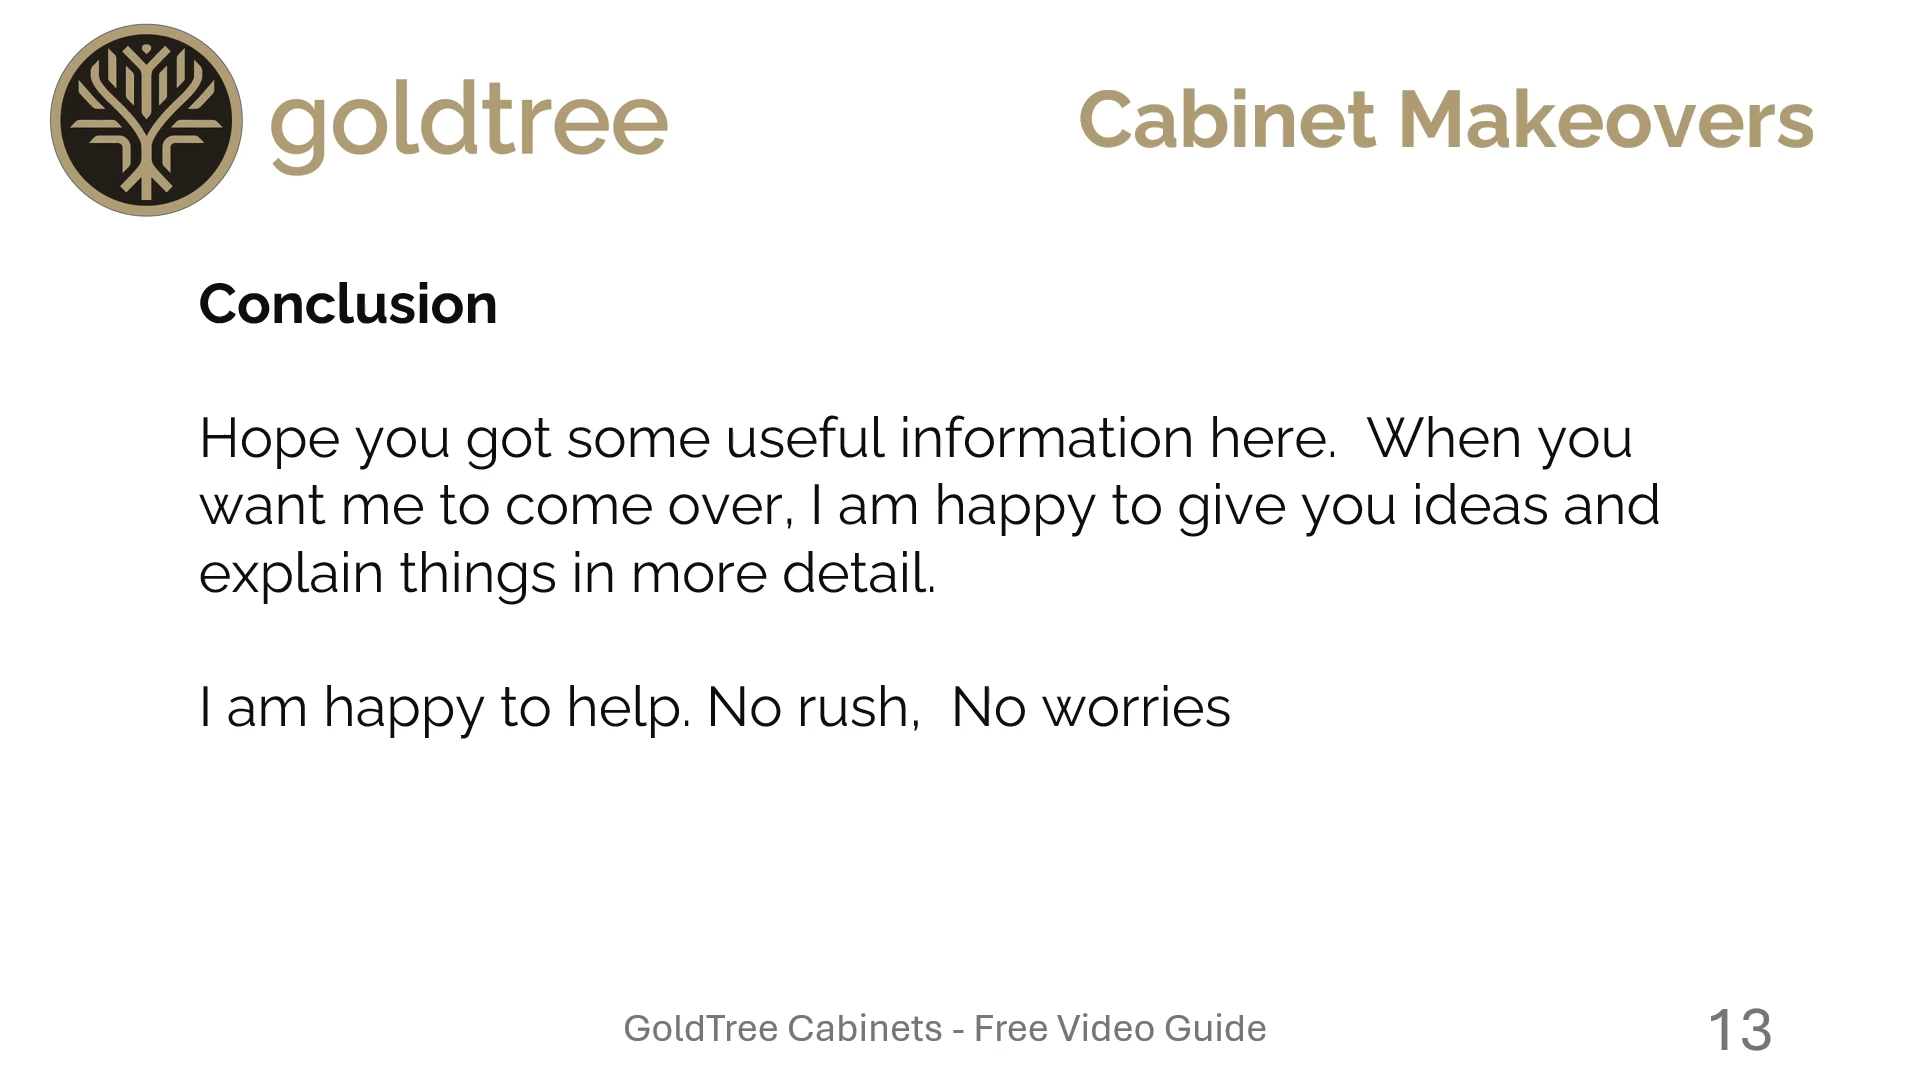 goldtree
Cabinet Makeovers
Conclusion
Hope you got some useful information here.  When you
want me to come over, I am happy to give you ideas and
explain things in more detail.
I am happy to help. No rush,  No worries
GoldTree Cabinets - Free Video Guide
13